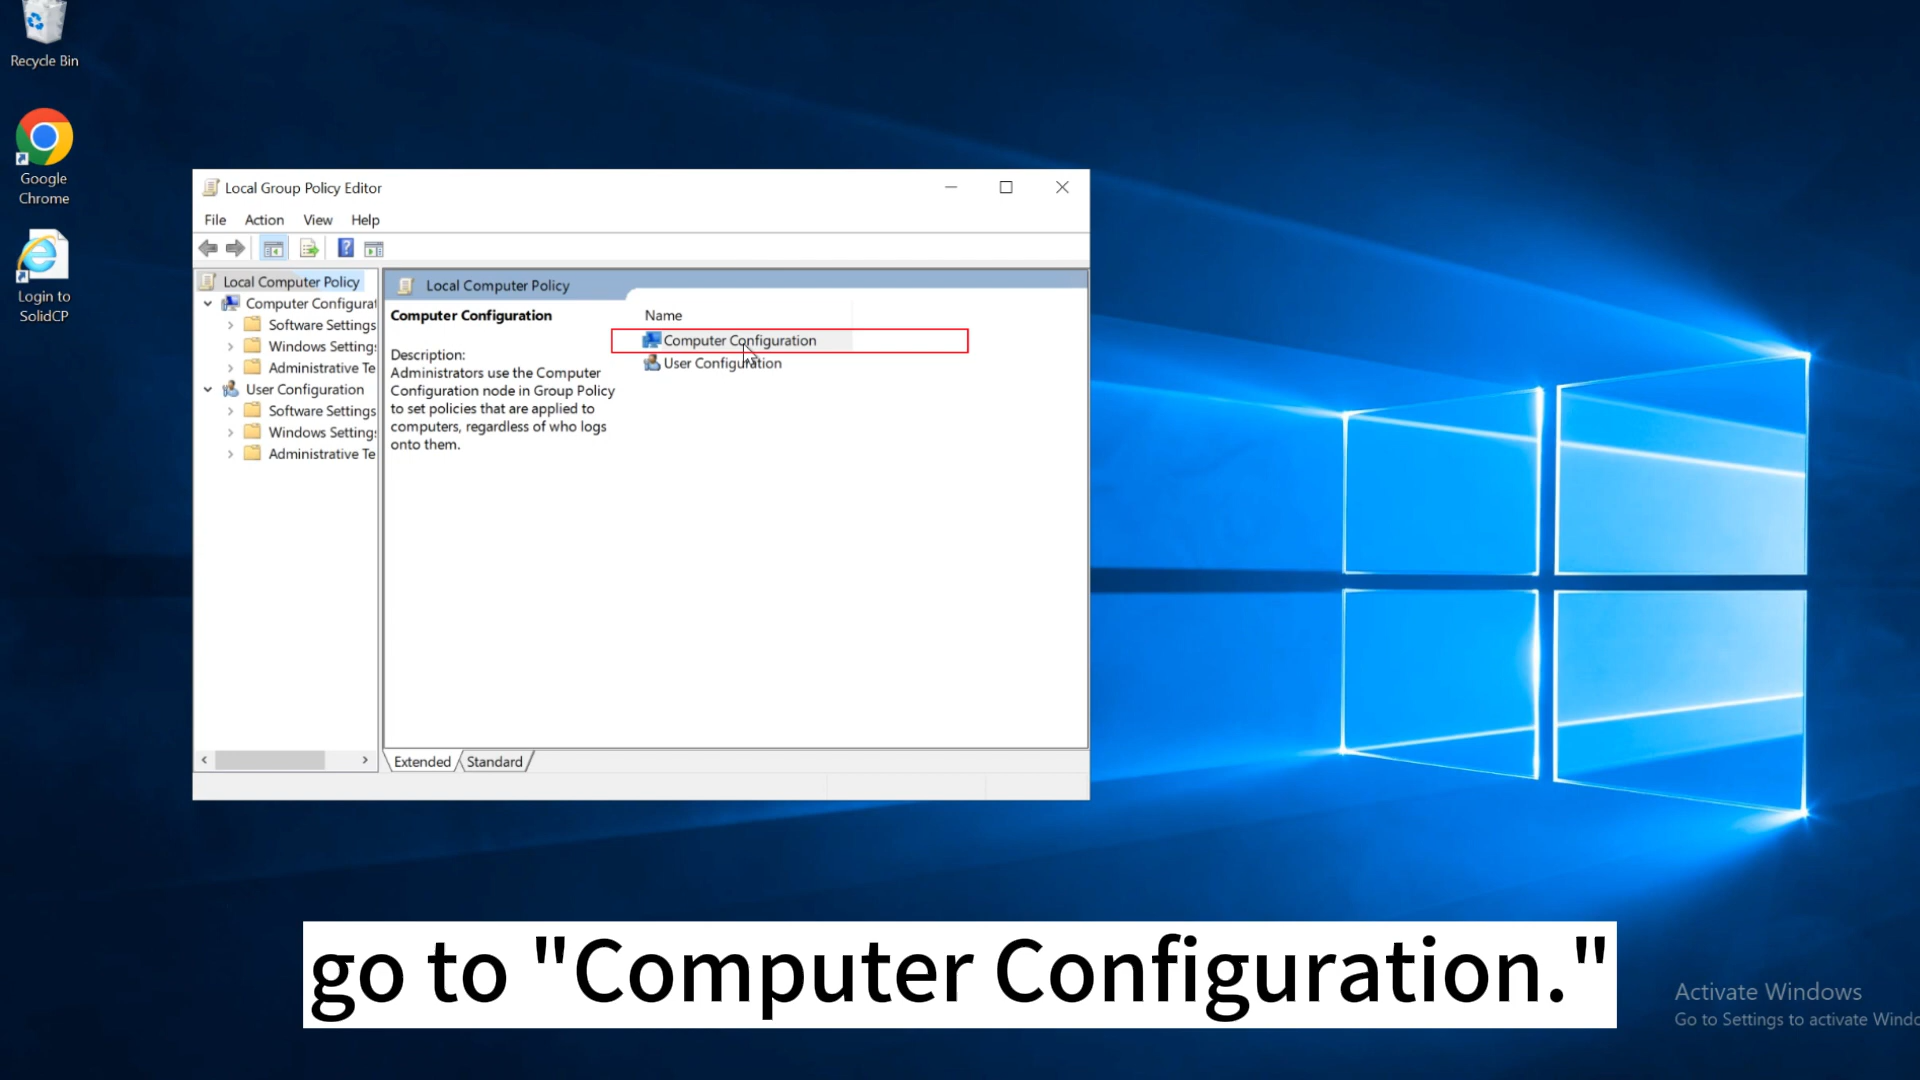 Recycle Bin
Google
Chrome
Login to
SolidCP
Local Group Policy Editor
File Action View Help
Local Computer Policy
Computer Configurat
Software Settings
Windows Setting
Administrative Te
User Configuration
Software Settings
Windows Setting
Administrative Te
Local Computer Policy
Computer Configuration
Description:
Administrators use the Computer
Configuration node in Group Policy
to set policies that are applied to
computers, regardless of who logs
onto them.
Name
Computer Configuration
User Configuration
Extended Standard
go to "Computer Configuration."
Activate Windows
Go to Settings to activate Windo